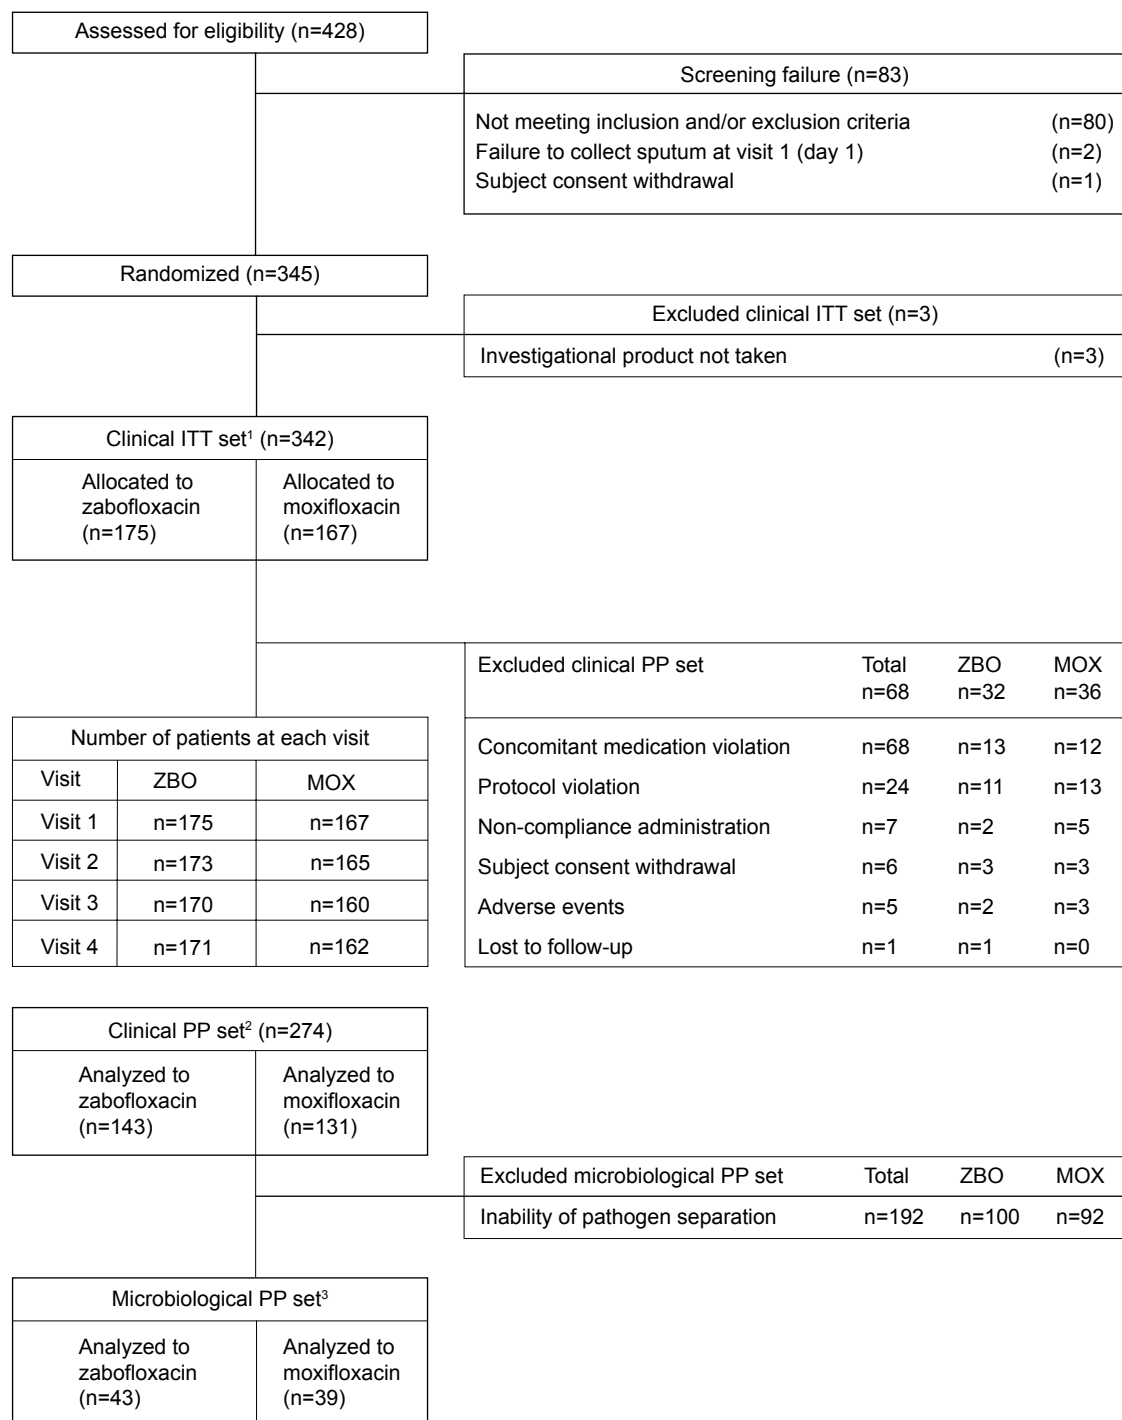 Assessed for eligibility (n=428)
Screening failure (n=83)
Not meeting inclusion and/or exclusion criteria (n=80)
Failure to collect sputum at visit 1 (day 1) (n=2)
Subject consent withdrawal (n=1)
Randomized (n=345)
Excluded clinical ITT set (n=3)
Investigational product not taken (n=3)
Clinical ITT set¹ (n=342)
Allocated to
zabofloxacin
(n=175)
Allocated to
moxifloxacin
(n=167)
Excluded clinical PP set Total ZBO MOX
n=68 n=32 n=36
Concomitant medication violation n=68 n=13 n=12
Protocol violation n=24 n=11 n=13
Non-compliance administration n=7 n=2 n=5
Subject consent withdrawal n=6 n=3 n=3
Adverse events n=5 n=2 n=3
Lost to follow-up n=1 n=1 n=0
Number of patients at each visit
Visit ZBO MOX
Visit 1 n=175 n=167
Visit 2 n=173 n=165
Visit 3 n=170 n=160
Visit 4 n=171 n=162
Clinical PP set² (n=274)
Analyzed to
zabofloxacin
(n=143)
Analyzed to
moxifloxacin
(n=131)
Excluded microbiological PP set Total ZBO MOX
Inability of pathogen separation n=192 n=100 n=92
Microbiological PP set³
Analyzed to
zabofloxacin
(n=43)
Analyzed to
moxifloxacin
(n=39)